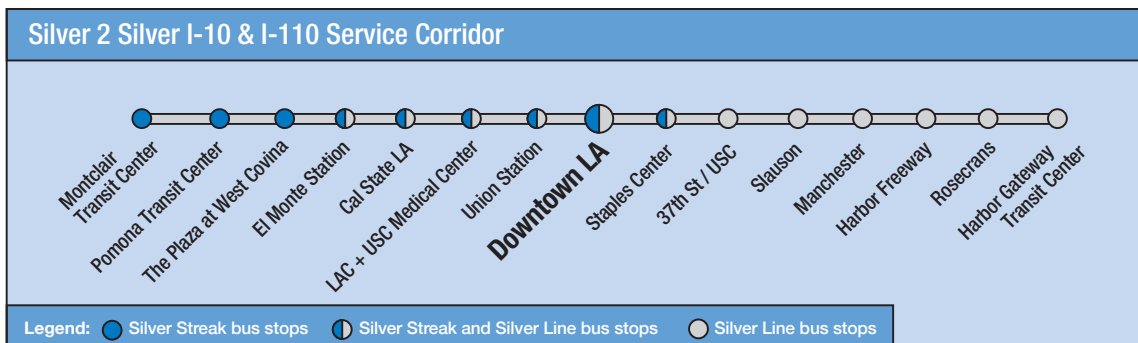 Silver 2 Silver I-10 & I-110 Service Corridor
Montclair
Transit Center
Pomona Transit Center
The Plaza at West Covina
El Monte Station
Cal State LA
LAC + USC Medical Center
Union Station
Downtown LA
Staples Center
37th St / USC
Slauson
Manchester
Harbor Freeway
Rosecrans
Harbor Gateway
Transit Center
Legend: Silver Streak bus stops Silver Streak and Silver Line bus stops Silver Line bus stops